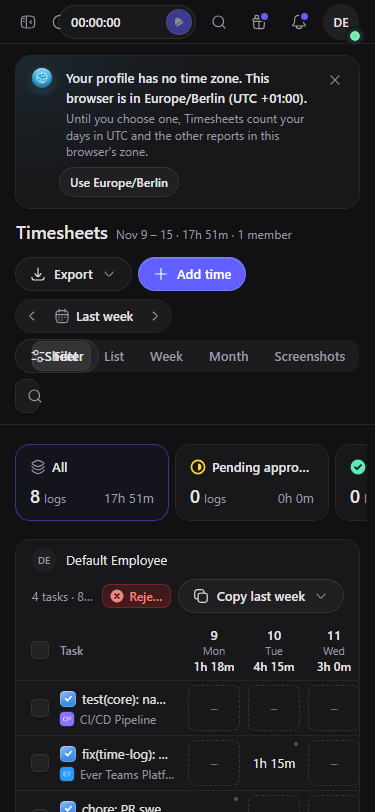 00:00:00
DE
Your profile has no time zone. This
browser is in Europe/Berlin (UTC +01:00).
Until you choose one, Timesheets count your
days in UTC and the other reports in this
browser's zone.
Use Europe/Berlin
Timesheets Nov 9 – 15 · 17h 51m · 1 member
Export
Add time
Last week
Filter List Week Month Screenshots
All
8 logs 17h 51m
Pending appro...
0 logs 0h 0m
0
DE Default Employee
4 tasks · 8... Reje... Copy last week
Task
9 10 11
Mon Tue Wed
1h 18m 4h 15m 3h 0m
test(core): na...
CP CI/CD Pipeline
– – –
fix(time-log): ...
ET Ever Teams Platf...
– 1h 15m –
chore: PR swe...